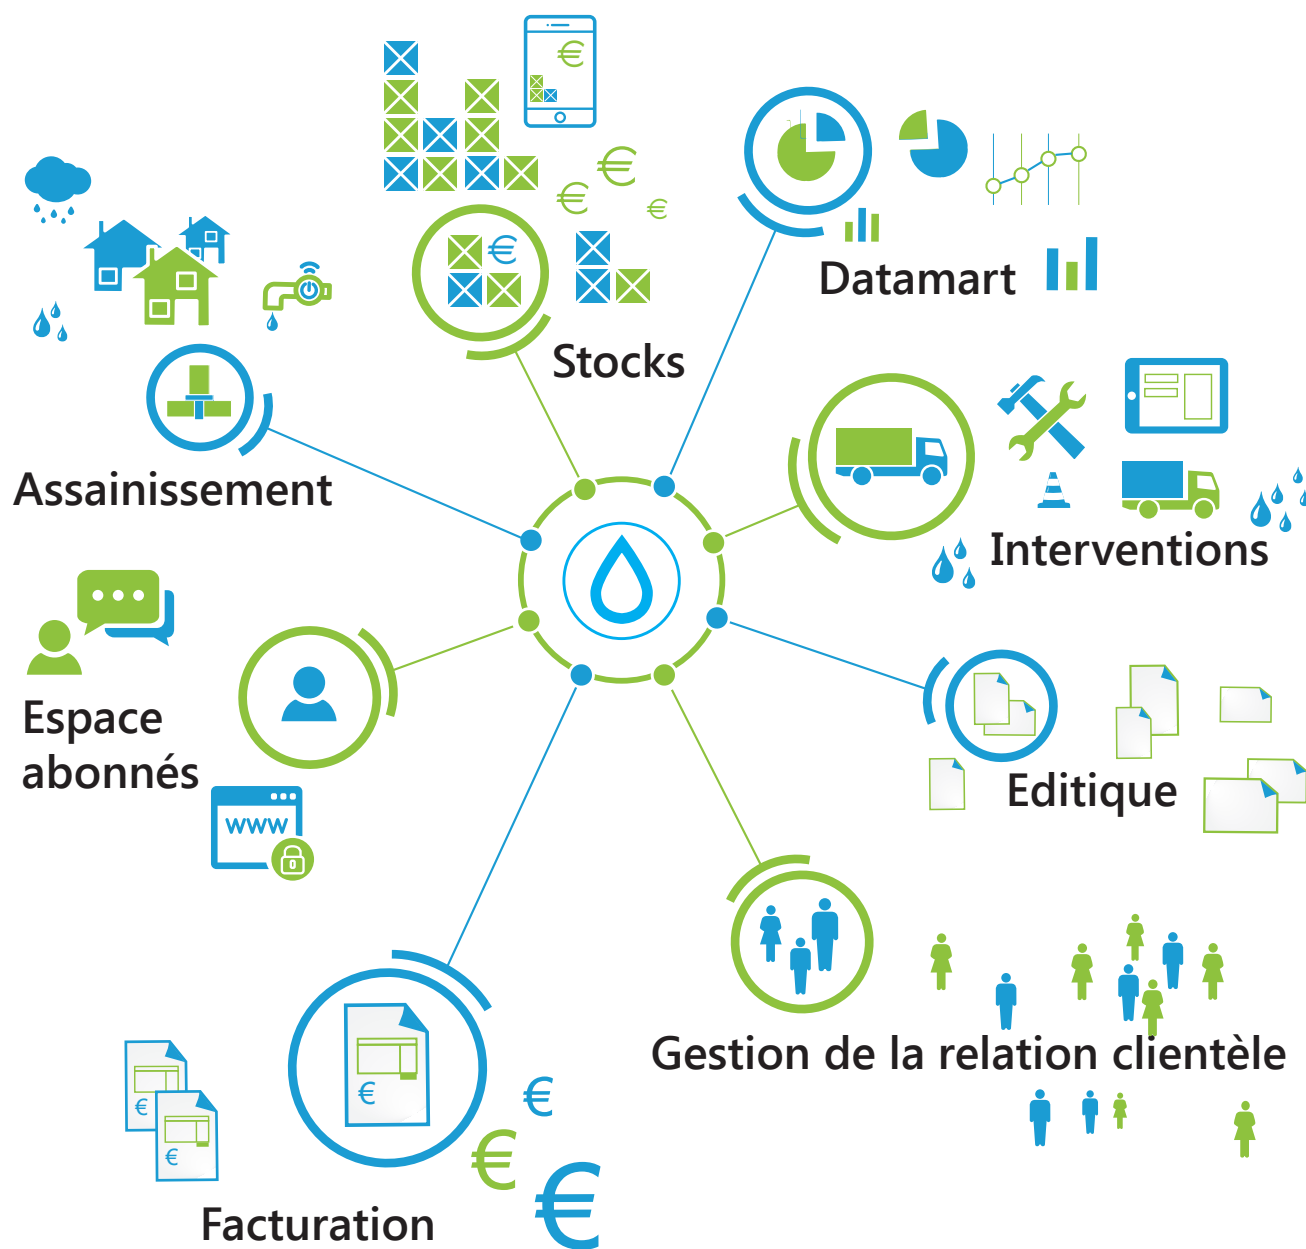 €
€
€
€
€
Datamart
Stocks
Assainissement
Interventions
Espace
abonnés
Editique
www
Gestion de la relation clientèle
€
€
€
€
€
€
Facturation